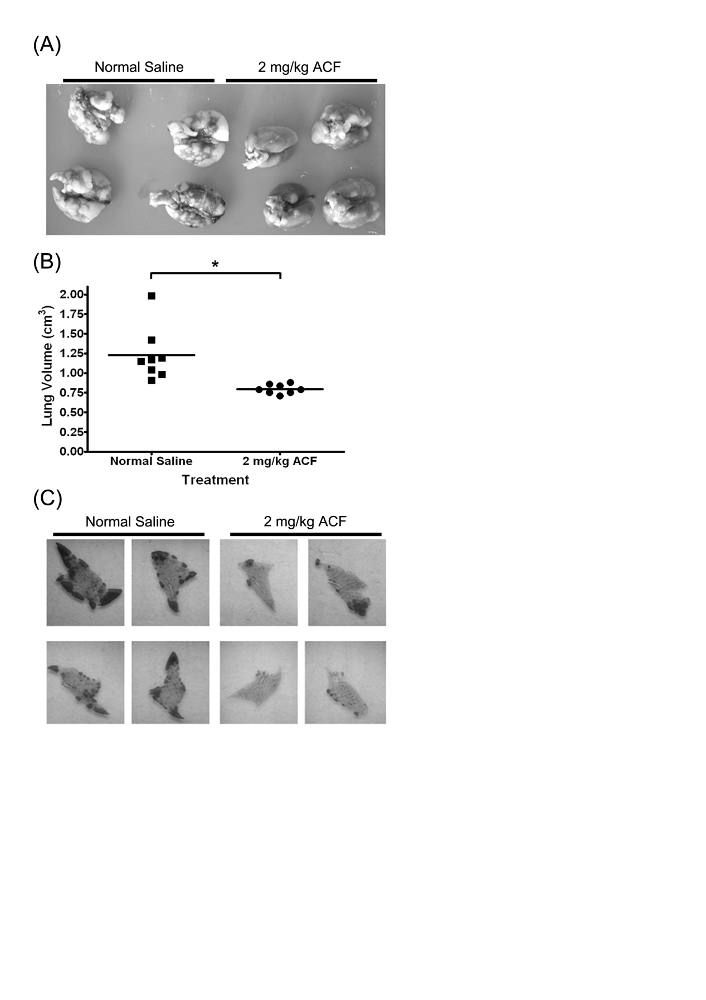 (A)
Normal Saline
2 mg/kg ACF
(B)
*
Lung Volume (cm³)
2.00
1.75
1.50
1.25
1.00
0.75
0.50
0.25
0.00
Normal Saline
2 mg/kg ACF
Treatment
(C)
Normal Saline
2 mg/kg ACF